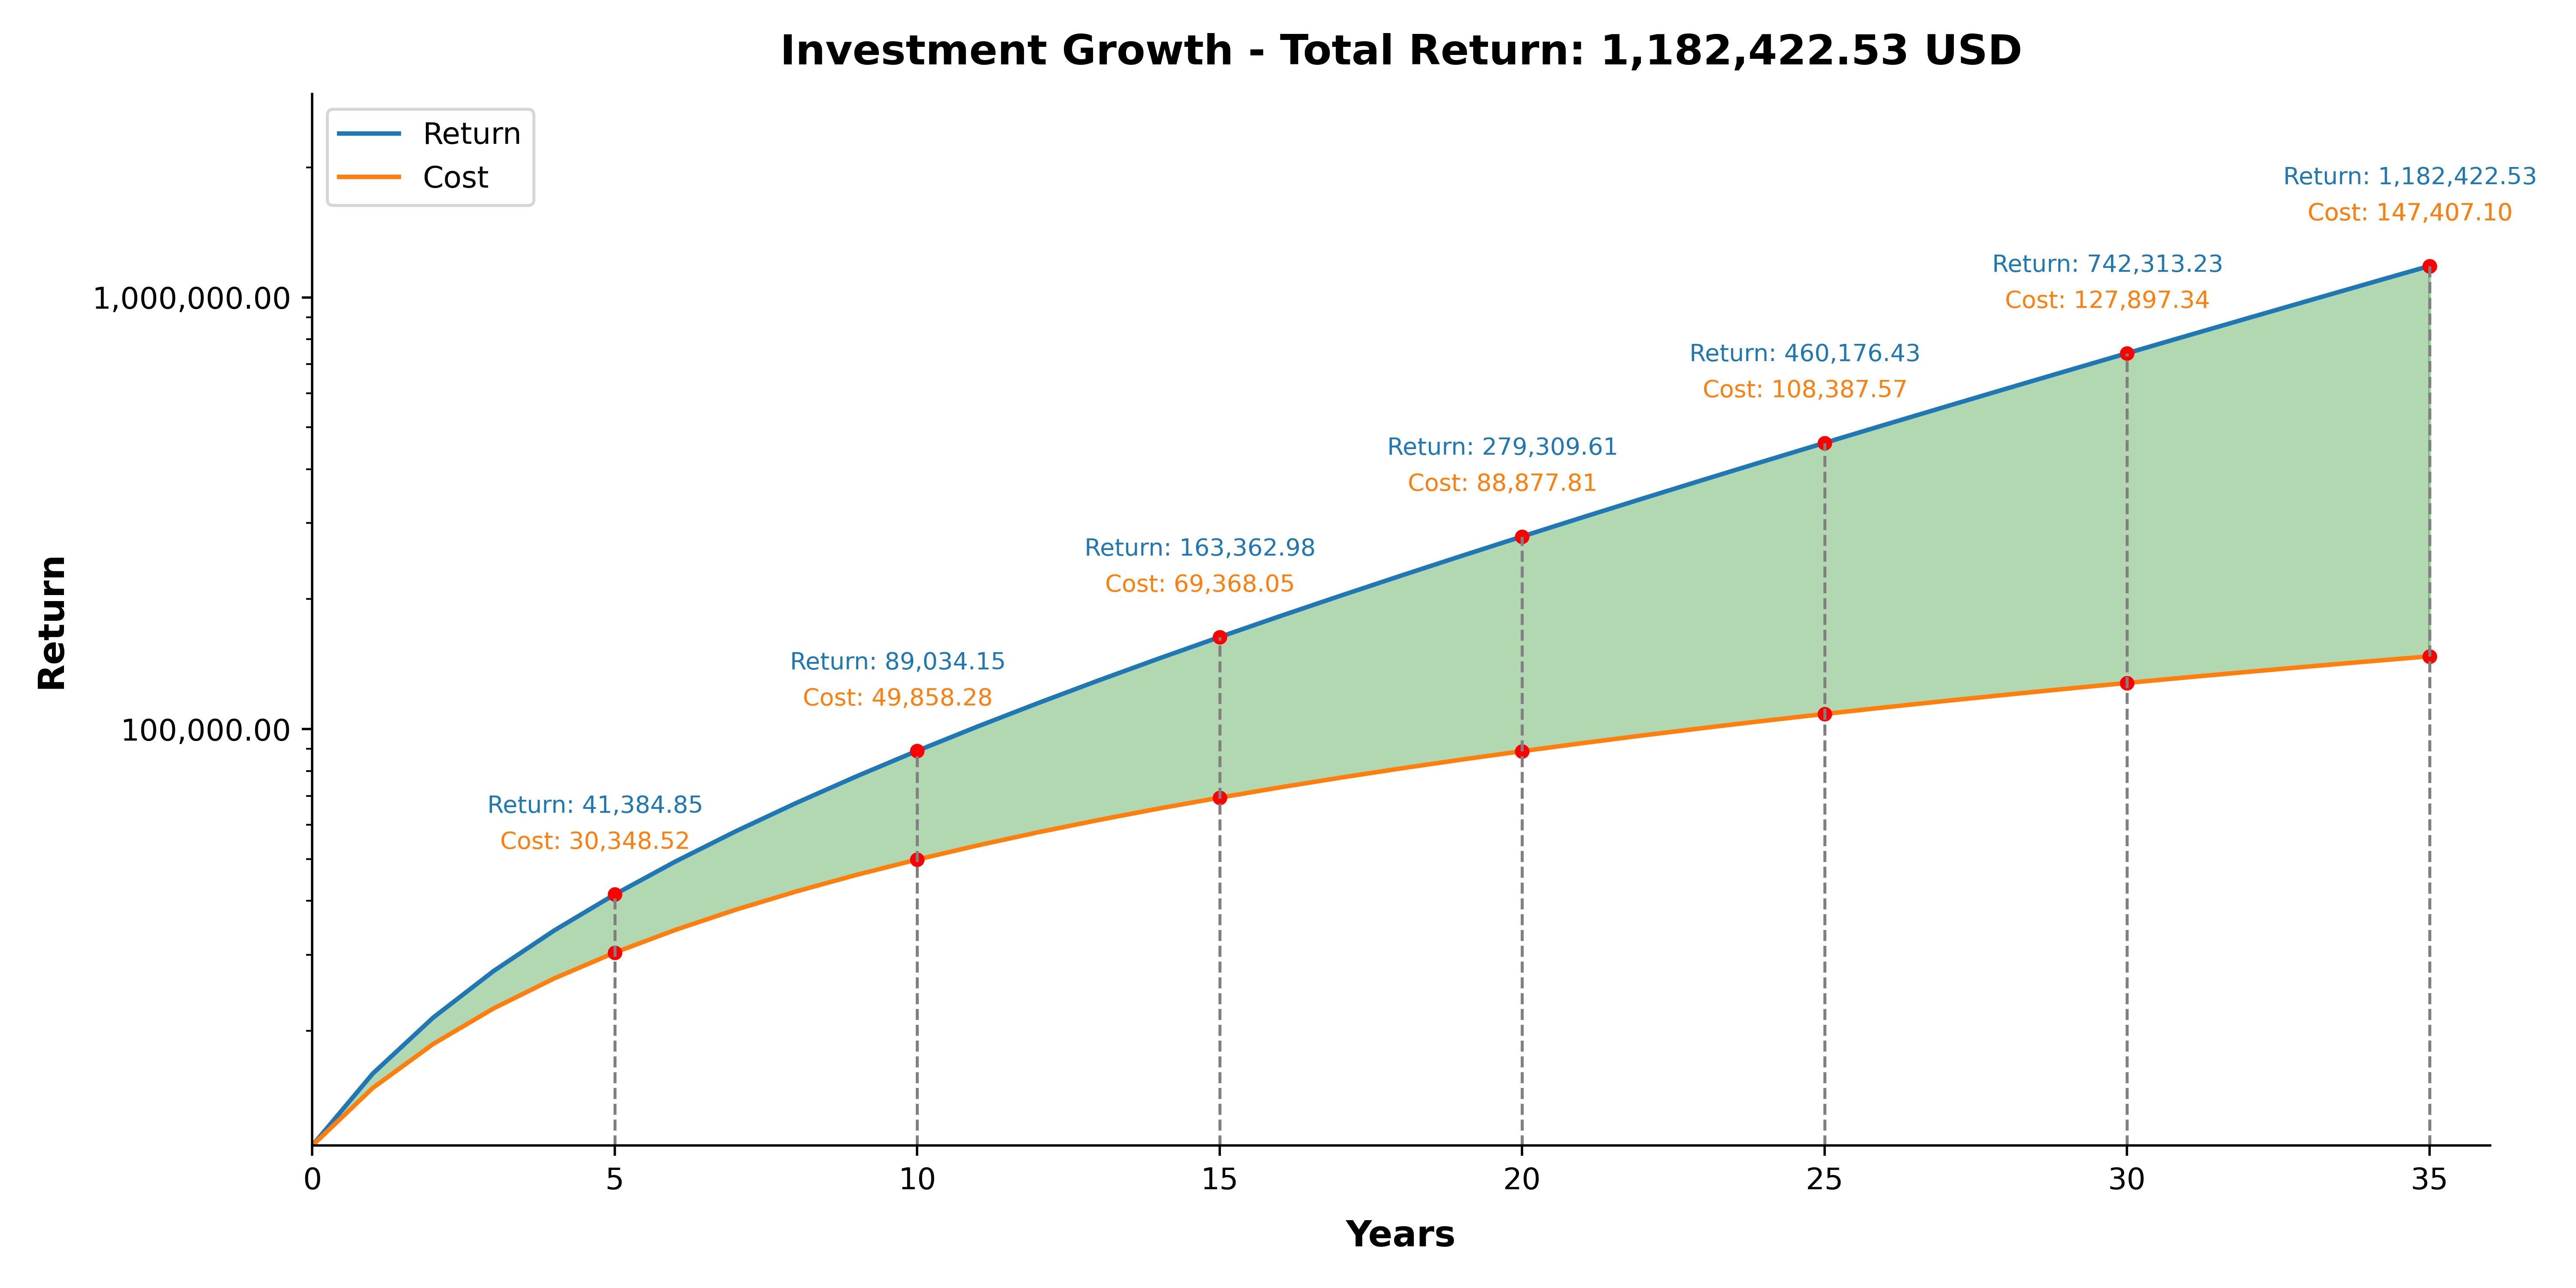 Investment Growth - Total Return: 1,182,422.53 USD
Return
Cost
Return: 1,182,422.53
Cost: 147,407.10
Return: 742,313.23
Cost: 127,897.34
1,000,000.00
Return: 460,176.43
Cost: 108,387.57
Return: 279,309.61
Cost: 88,877.81
Return: 163,362.98
Cost: 69,368.05
Return
Return: 89,034.15
Cost: 49,858.28
100,000.00
Return: 41,384.85
Cost: 30,348.52
0 5 10 15 20 25 30 35
Years